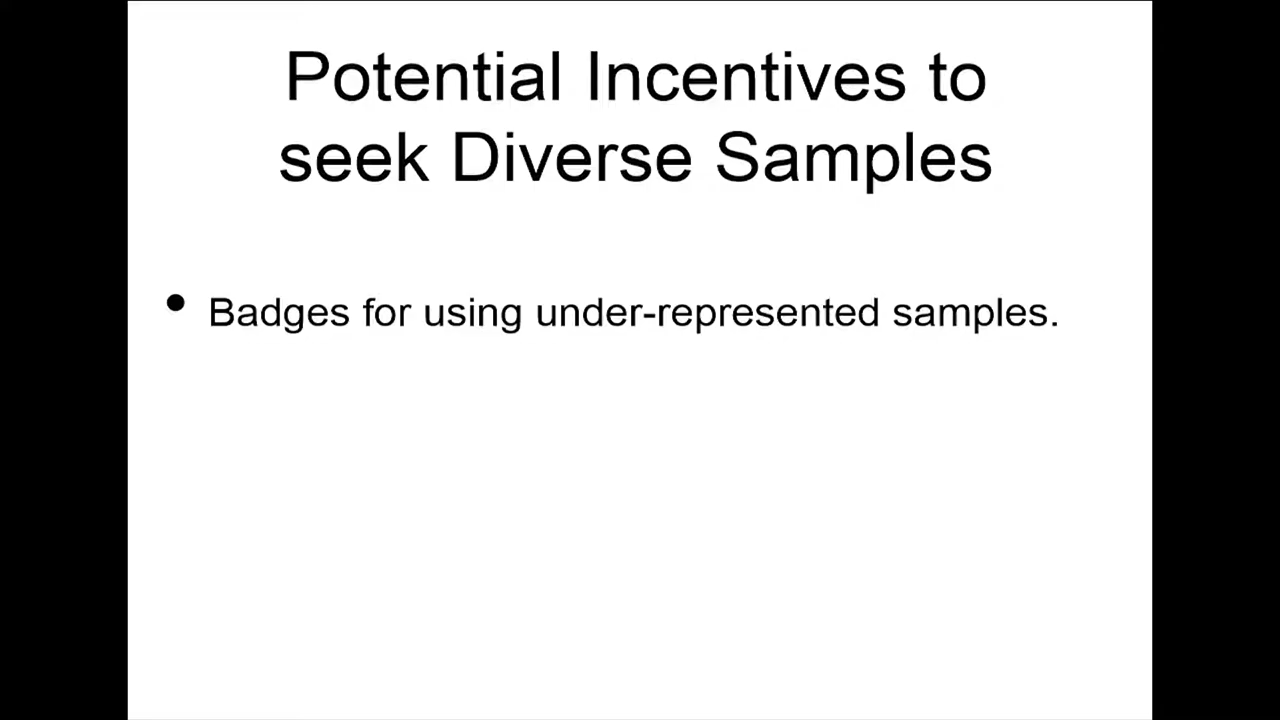 Potential Incentives to
seek Diverse Samples
• Badges for using under-represented samples.